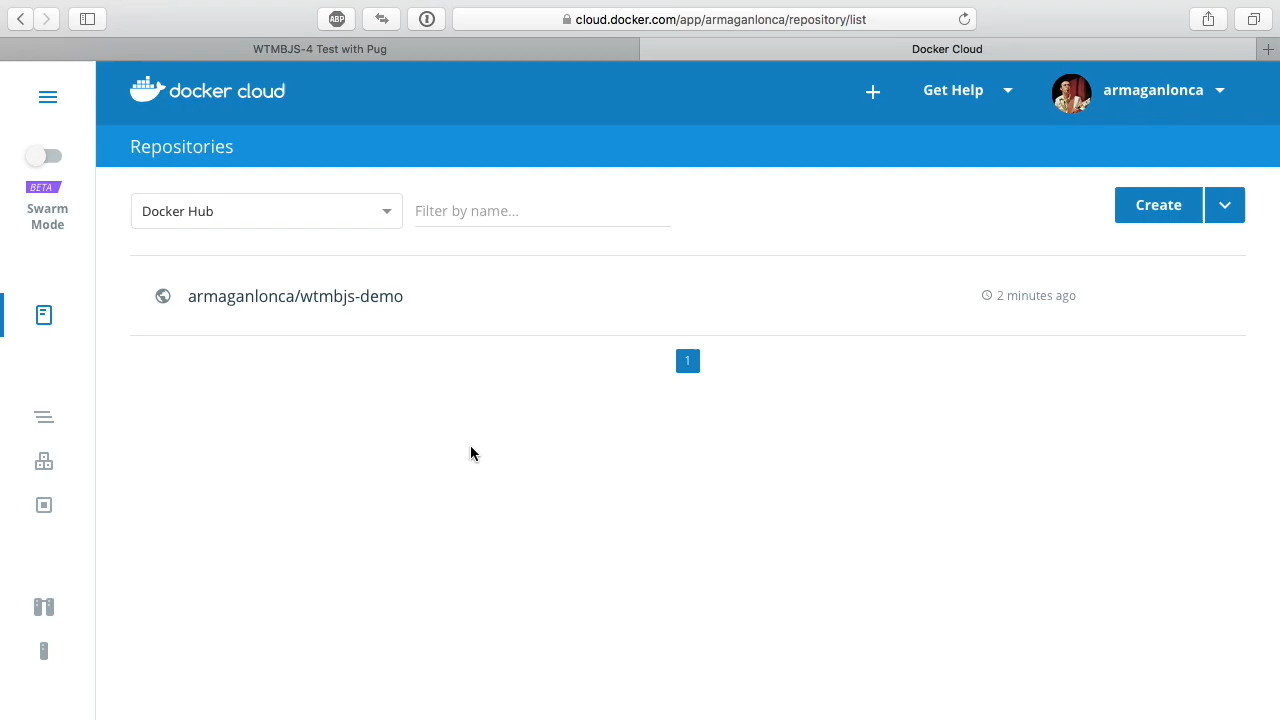 ABP
cloud.docker.com/app/armaganlonca/repository/list
WTMBJS-4 Test with Pug
Docker Cloud
docker cloud
Get Help
armaganlonca
BETA
Swarm
Mode
Repositories
Docker Hub
Filter by name...
Create
armaganlonca/wtmbjs-demo
2 minutes ago
1